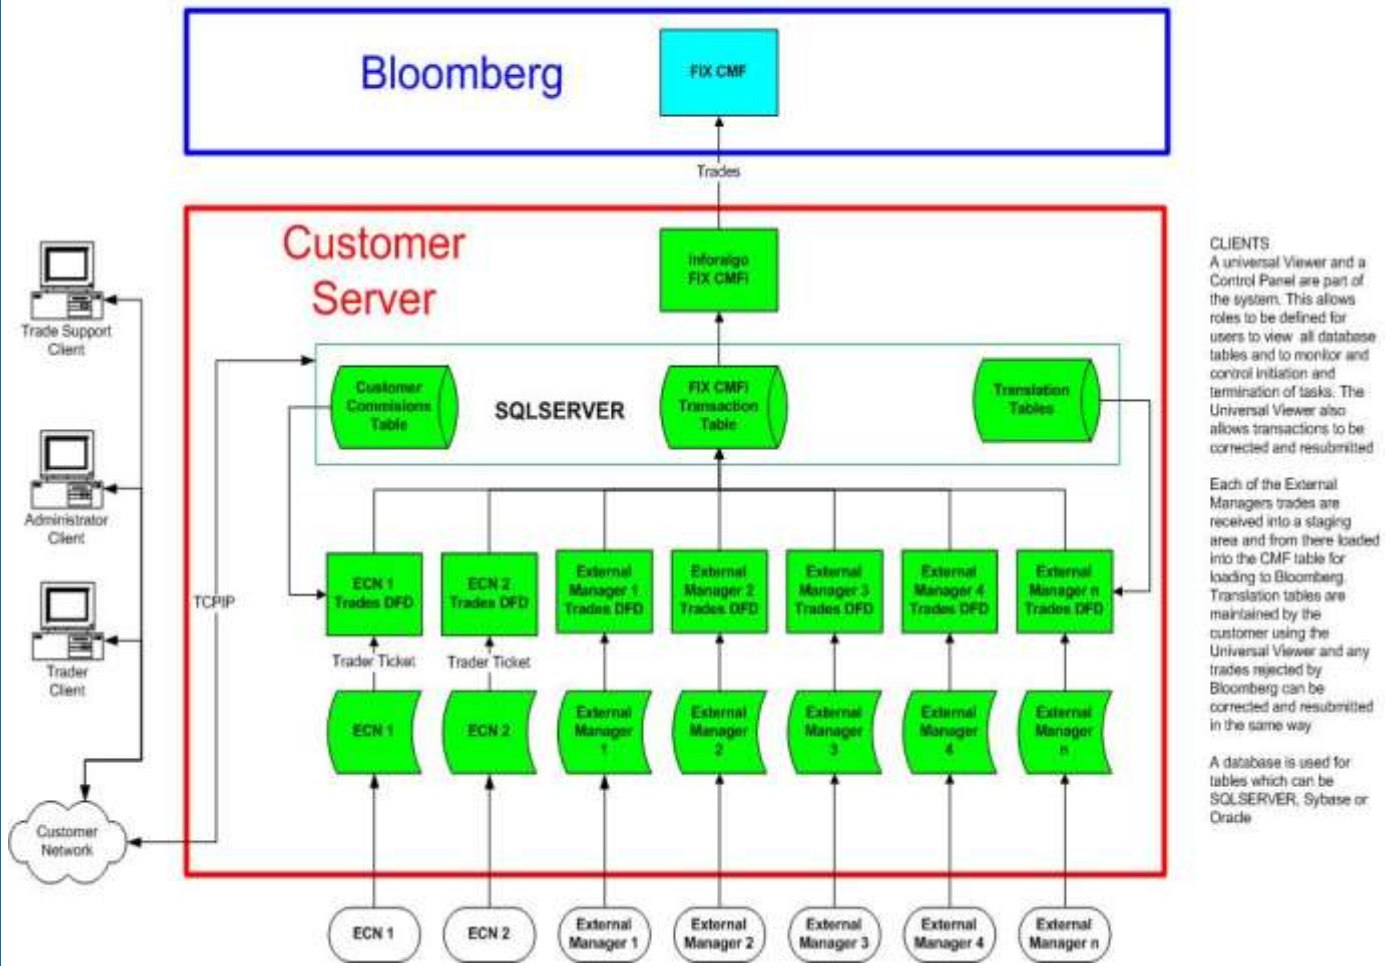 Bloomberg
FIX CMF
Trades
Customer
Server
Inforalgo
FIX CMFi
Trade Support
Client
Customer
Commisions
Table
SQLSERVER
FIX CMFi
Transaction
Table
Translation
Tables
Administrator
Client
TCPIP
ECN 1
Trades DFD
ECN 2
Trades DFD
External
Manager 1
Trades DFD
External
Manager 2
Trades DFD
External
Manager 3
Trades DFD
External
Manager 4
Trades DFD
External
Manager n
Trades DFD
Trader
Client
Trader Ticket
Trader Ticket
ECN 1
ECN 2
External
Manager
1
External
Manager
2
External
Manager
3
External
Manager
4
External
Manager
n
Customer
Network
ECN 1
ECN 2
External
Manager 1
External
Manager 2
External
Manager 3
External
Manager 4
External
Manager n
CLIENTS
A universal Viewer and a
Control Panel are part of
the system. This allows
roles to be defined for
users to view all database
tables and to monitor and
control initiation and
termination of tasks. The
Universal Viewer also
allows transactions to be
corrected and resubmitted
Each of the External
Managers trades are
received into a staging
area and from there loaded
into the CMF table for
loading to Bloomberg.
Translation tables are
maintained by the
customer using the
Universal Viewer and any
trades rejected by
Bloomberg can be
corrected and resubmitted
in the same way
A database is used for
tables which can be
SQLSERVER, Sybase or
Oracle